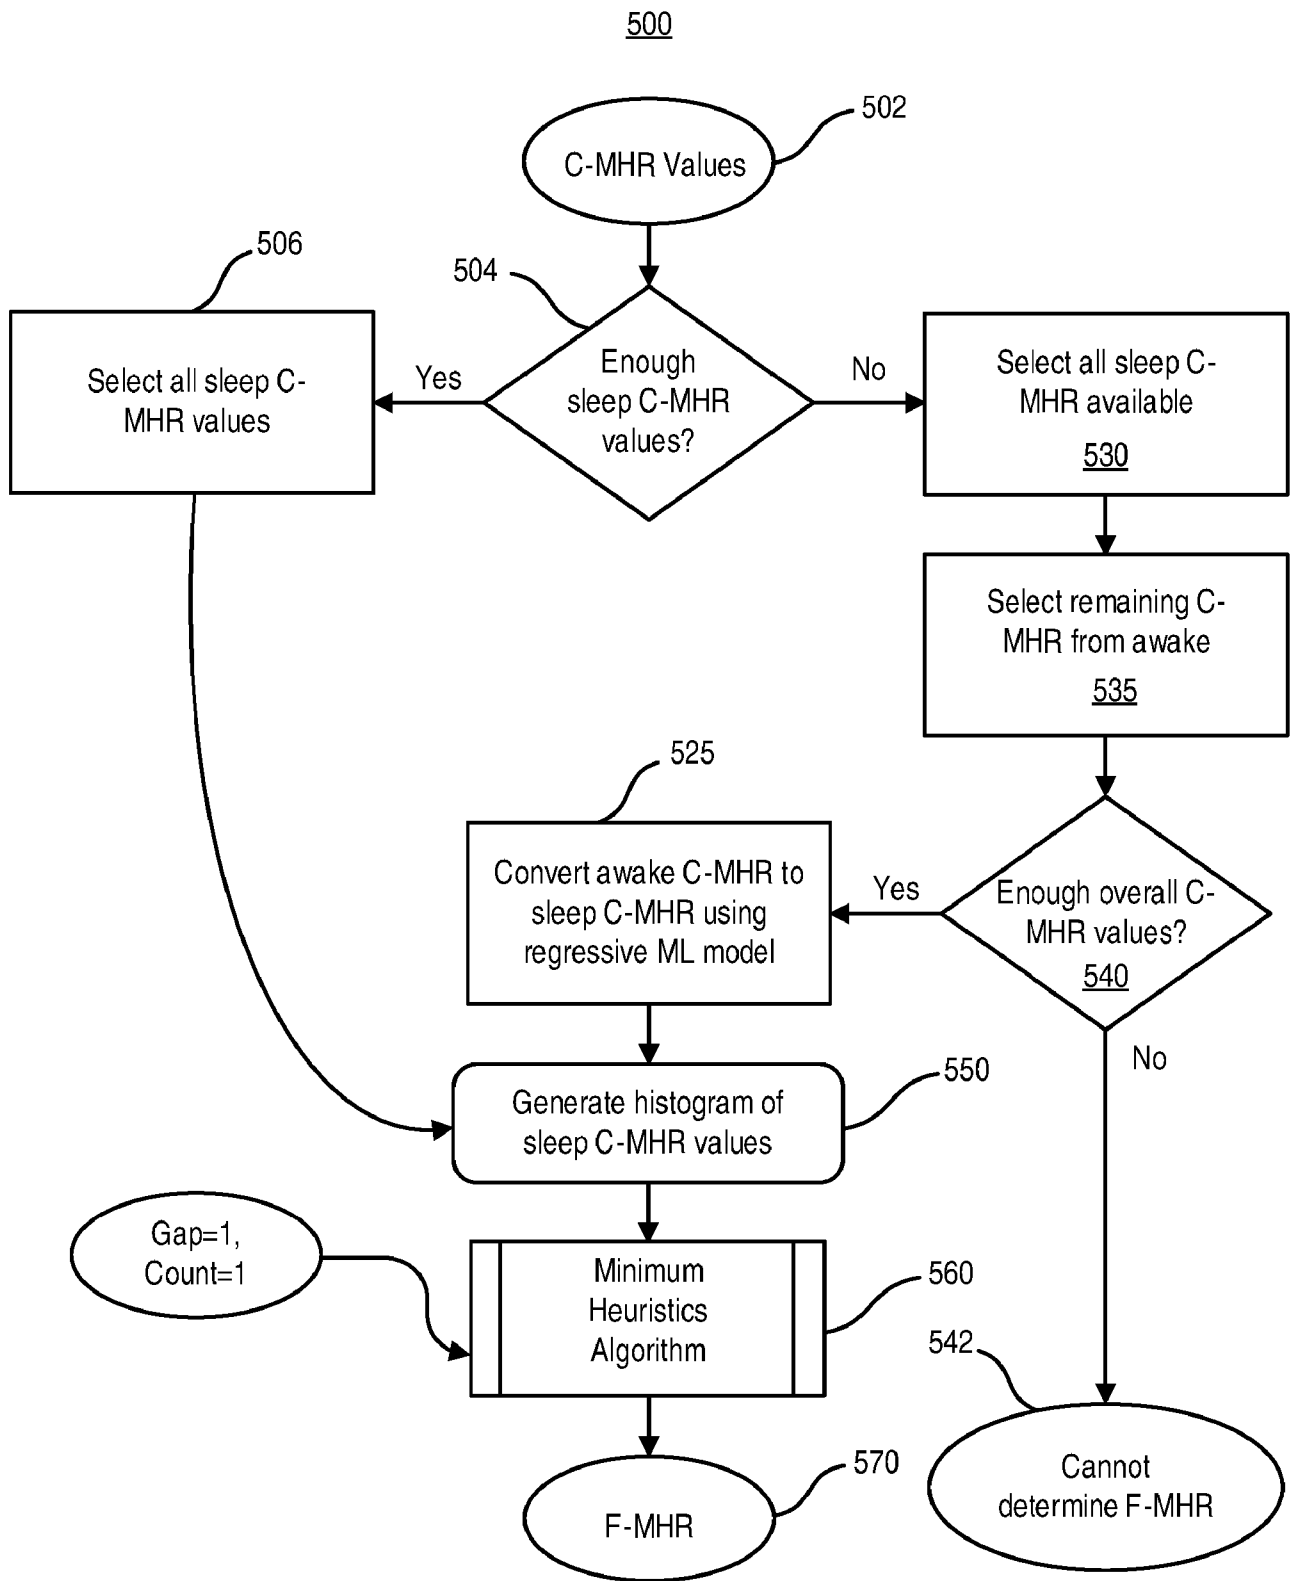 500
502
C-MHR Values
506
504
Select all sleep C-
MHR values
Yes
Enough
sleep C-MHR
values?
No
Select all sleep C-
MHR available
530
Select remaining C-
MHR from awake
535
525
Convert awake C-MHR to
sleep C-MHR using
regressive ML model
Yes
Enough overall C-
MHR values?
540
No
550
Generate histogram of
sleep C-MHR values
Gap=1,
Count=1
Minimum
Heuristics
Algorithm
560
542
Cannot
determine F-MHR
570
F-MHR